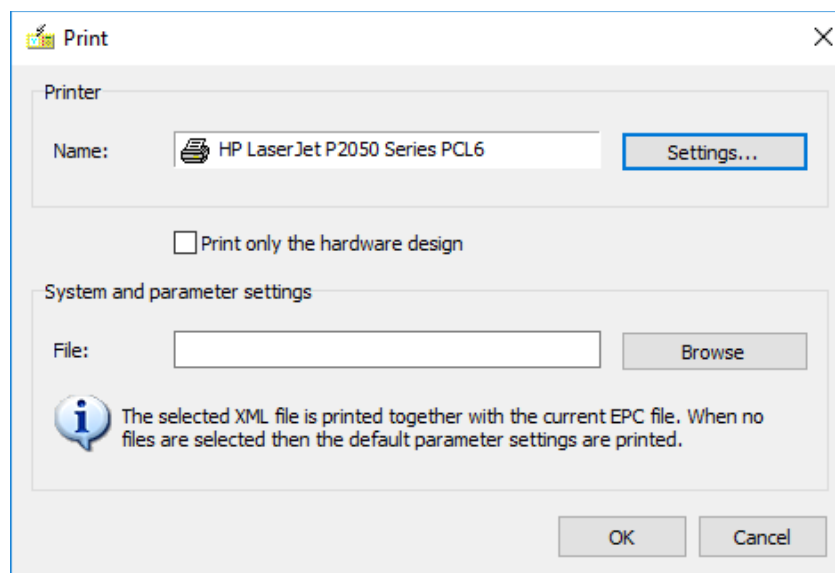 Print
Printer
Name:
HP LaserJet P2050 Series PCL6
Settings...
Print only the hardware design
System and parameter settings
File:
Browse
The selected XML file is printed together with the current EPC file. When no
files are selected then the default parameter settings are printed.
OK
Cancel